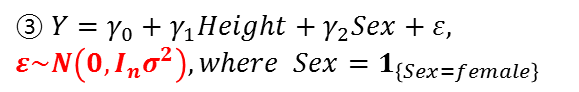 ③ Y = γ₀ + γ₁Height + γ₂Sex + ε,
ε~N(0, Iₙσ²), where Sex = 𝟏{Sex=female}